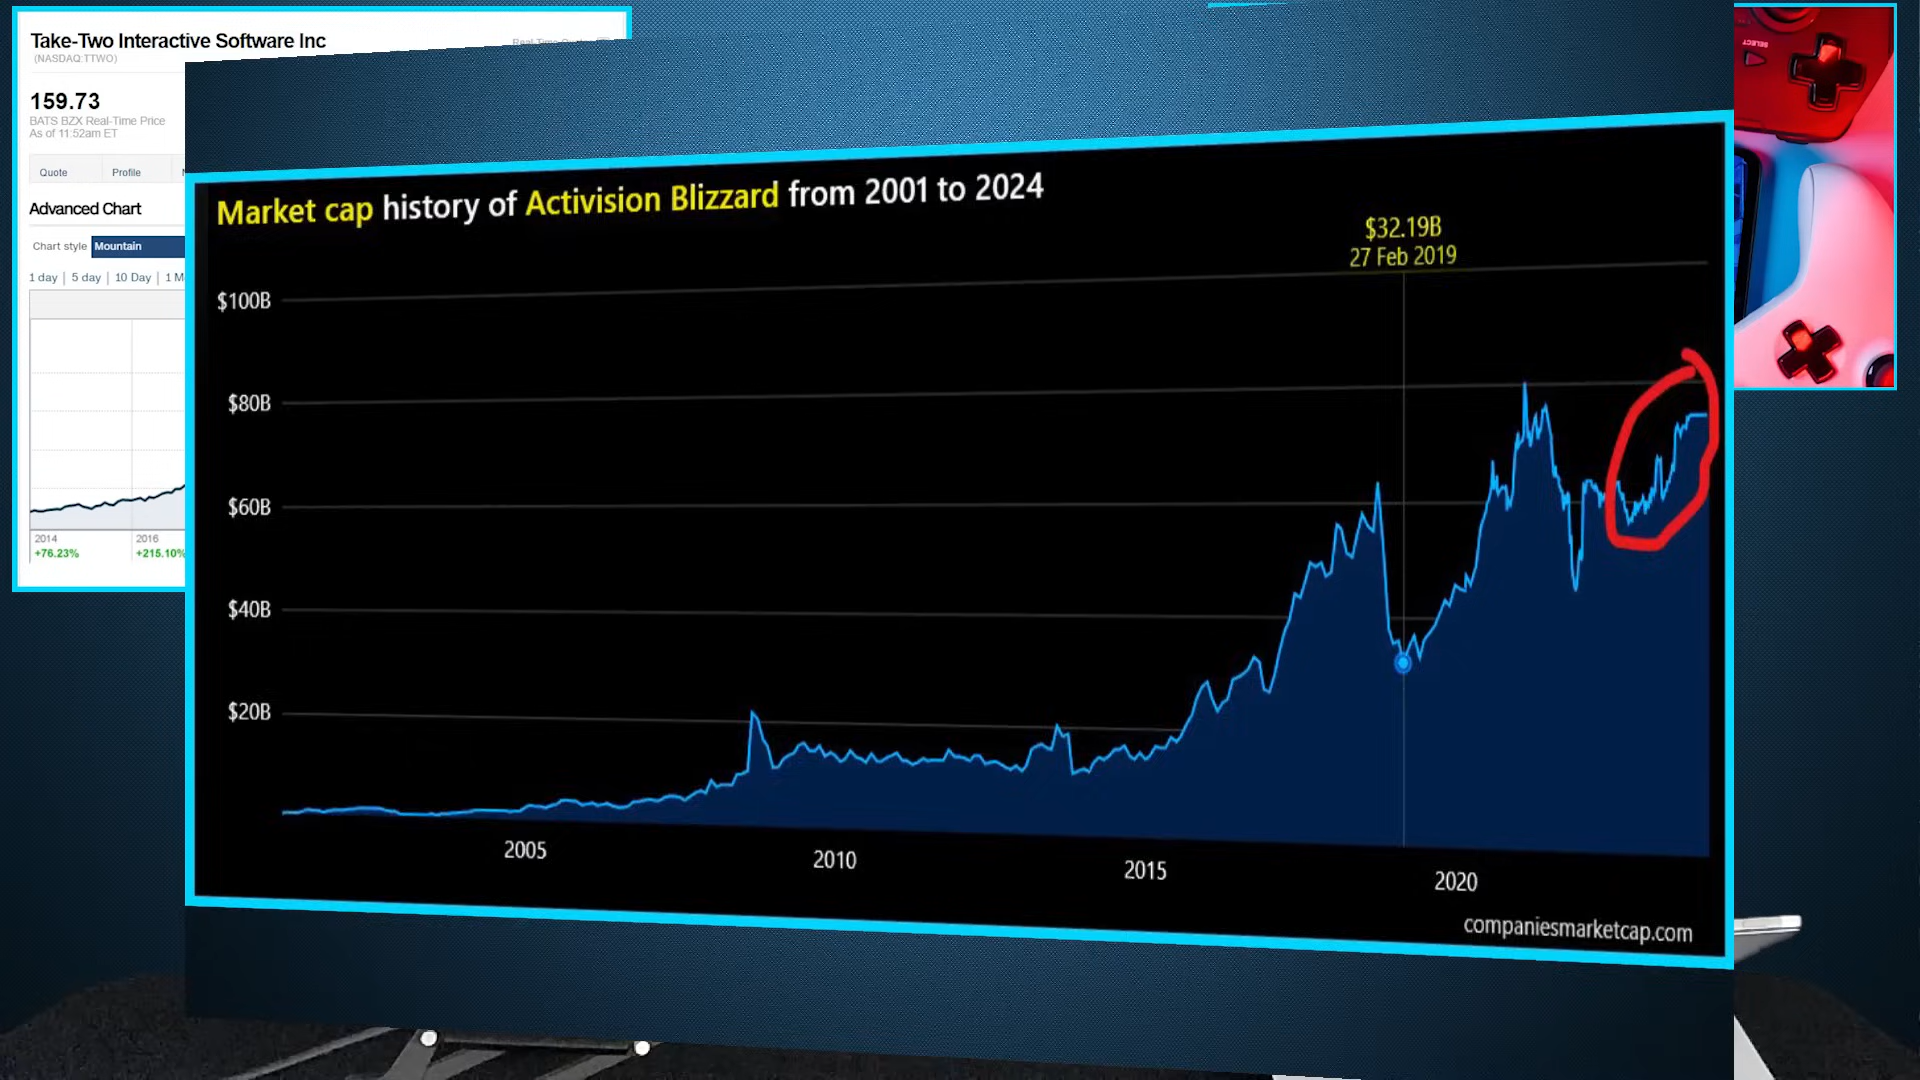 Take-Two Interactive Software Inc
(NASDAQ:TTWO)
159.73
BATS BZX Real-Time Price
As of 11:52am ET
Quote Profile
Advanced Chart
Chart style Mountain
1 day | 5 day | 10 Day | 1 M
2014 2016
+76.23% +215.10%
Market cap history of Activision Blizzard from 2001 to 2024
$32.19B
27 Feb 2019
$100B
$80B
$60B
$40B
$20B
2005 2010 2015 2020
companiesmarketcap.com
SELECT